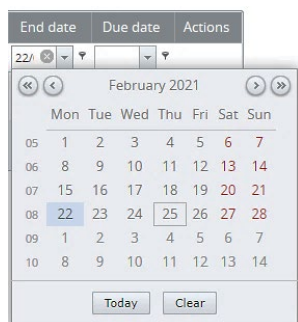 End date Due date Actions
22/
February 2021
Mon Tue Wed Thu Fri Sat Sun
05 1 2 3 4 5 6 7
06 8 9 10 11 12 13 14
07 15 16 17 18 19 20 21
08 22 23 24 25 26 27 28
09 1 2 3 4 5 6 7
10 8 9 10 11 12 13 14
Today Clear